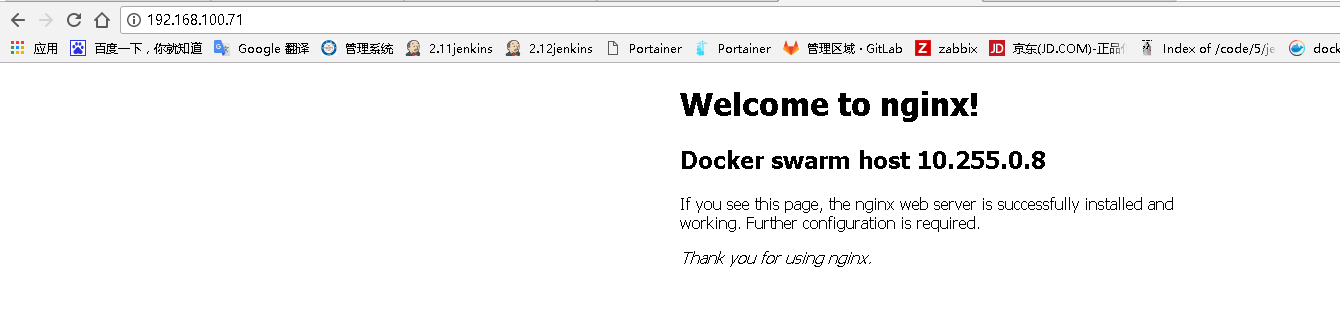 192.168.100.71
应用 百度一下，你就知道 Google 翻译 管理系统 2.11jenkins 2.12jenkins Portainer Portainer 管理区域 · GitLab zabbix JD 京东(JD.COM)-正品 Index of /code/5/je dock
Welcome to nginx!
Docker swarm host 10.255.0.8
If you see this page, the nginx web server is successfully installed and
working. Further configuration is required.
Thank you for using nginx.